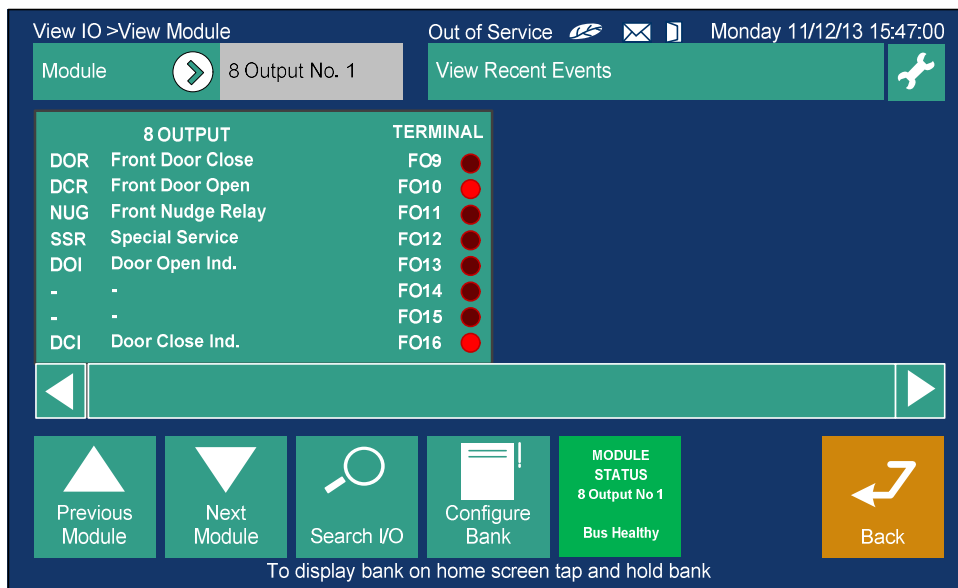 View IO >View Module Out of Service Monday 11/12/13 15:47:00
Module 8 Output No. 1 View Recent Events
8 OUTPUT TERMINAL
DOR Front Door Close FO9
DCR Front Door Open FO10
NUG Front Nudge Relay FO11
SSR Special Service FO12
DOI Door Open Ind. FO13
- - FO14
- - FO15
DCI Door Close Ind. FO16
Previous
Module
Next
Module
Search I/O
Configure
Bank
MODULE
STATUS
8 Output No 1
Bus Healthy
Back
To display bank on home screen tap and hold bank